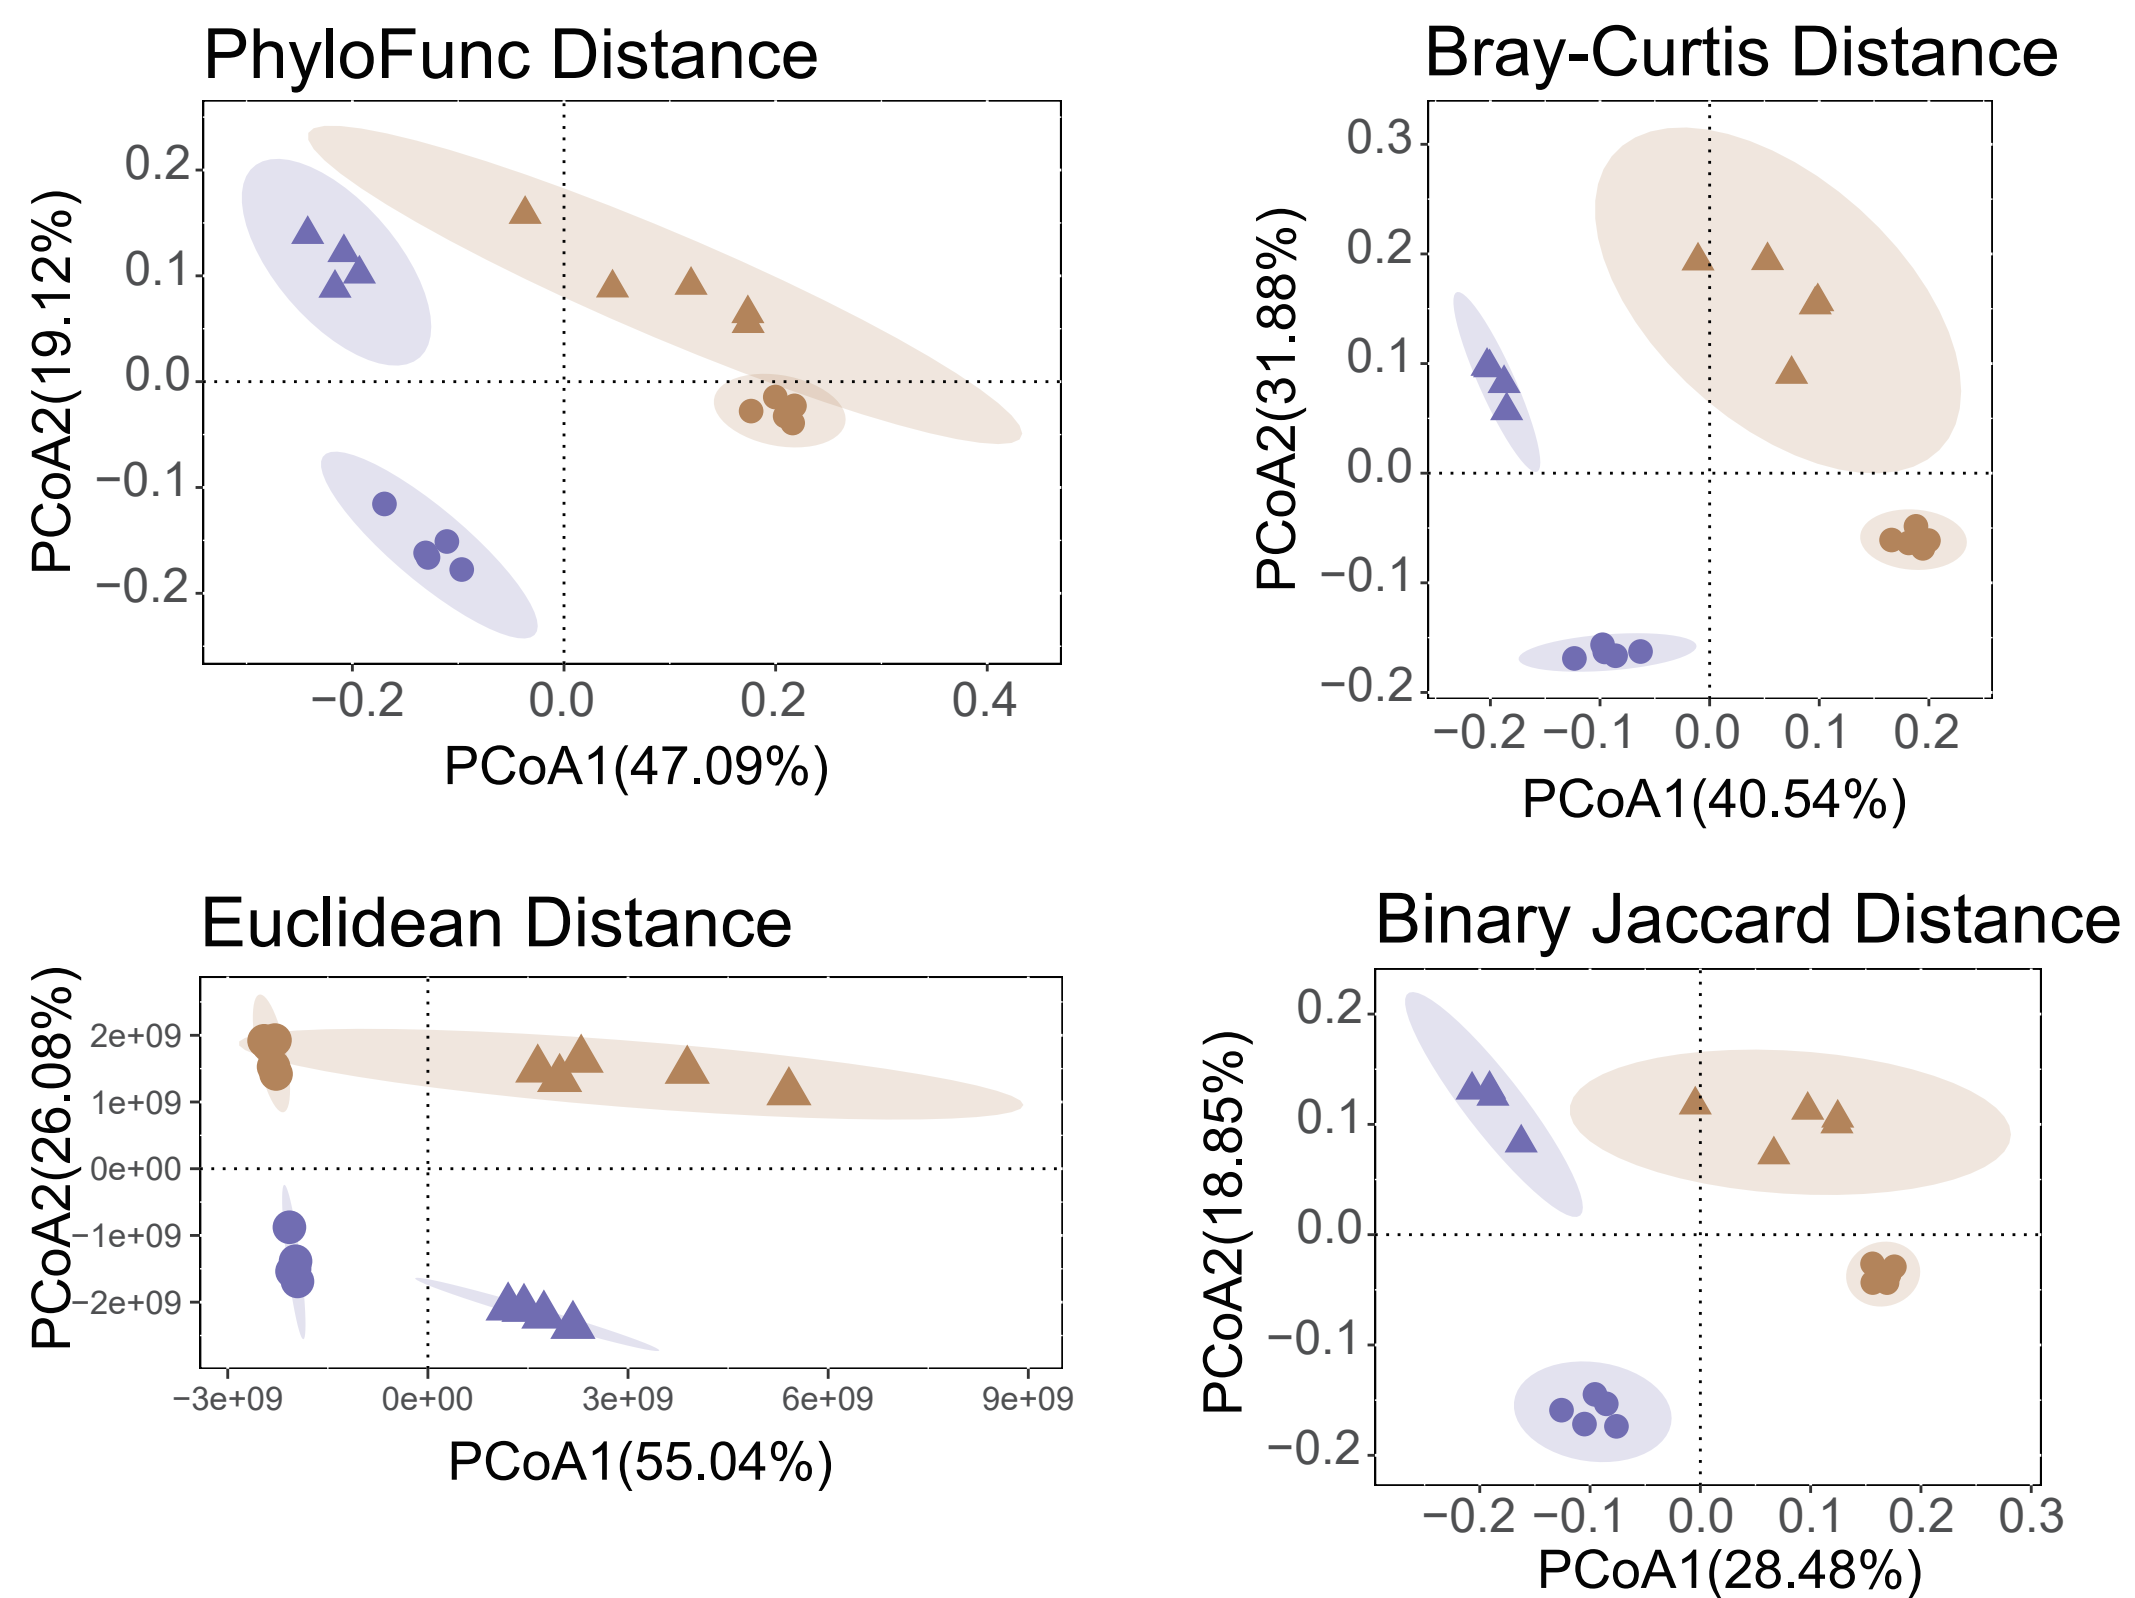 PhyloFunc Distance
PCoA2(19.12%)
0.2
0.1
0.0
−0.1
−0.2
−0.2 0.0 0.2 0.4
PCoA1(47.09%)
Bray-Curtis Distance
PCoA2(31.88%)
0.3
0.2
0.1
0.0
−0.1
−0.2
−0.2 −0.1 0.0 0.1 0.2
PCoA1(40.54%)
Euclidean Distance
PCoA2(26.08%)
2e+09
1e+09
0e+00
−1e+09
−2e+09
−3e+09 0e+00 3e+09 6e+09 9e+09
PCoA1(55.04%)
Binary Jaccard Distance
PCoA2(18.85%)
0.2
0.1
0.0
−0.1
−0.2
−0.2 −0.1 0.0 0.1 0.2 0.3
PCoA1(28.48%)